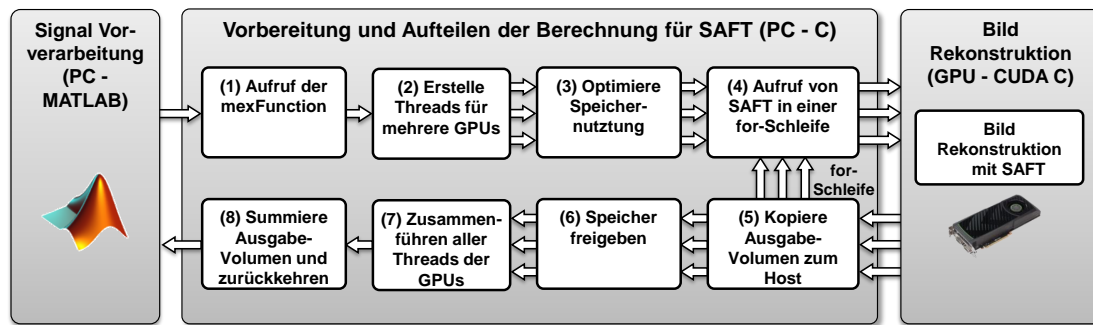 Signal Vor-
verarbeitung
(PC -
MATLAB)
Vorbereitung und Aufteilen der Berechnung für SAFT (PC - C)
(1) Aufruf der
mexFunction
(2) Erstelle
Threads für
mehrere GPUs
(3) Optimiere
Speicher-
nutztung
(4) Aufruf von
SAFT in einer
for-Schleife
for-
Schleife
(5) Kopiere
Ausgabe-
Volumen zum
Host
(6) Speicher
freigeben
(7) Zusammen-
führen aller
Threads der
GPUs
(8) Summiere
Ausgabe-
Volumen und
zurückkehren
Bild
Rekonstruktion
(GPU - CUDA C)
Bild
Rekonstruktion
mit SAFT